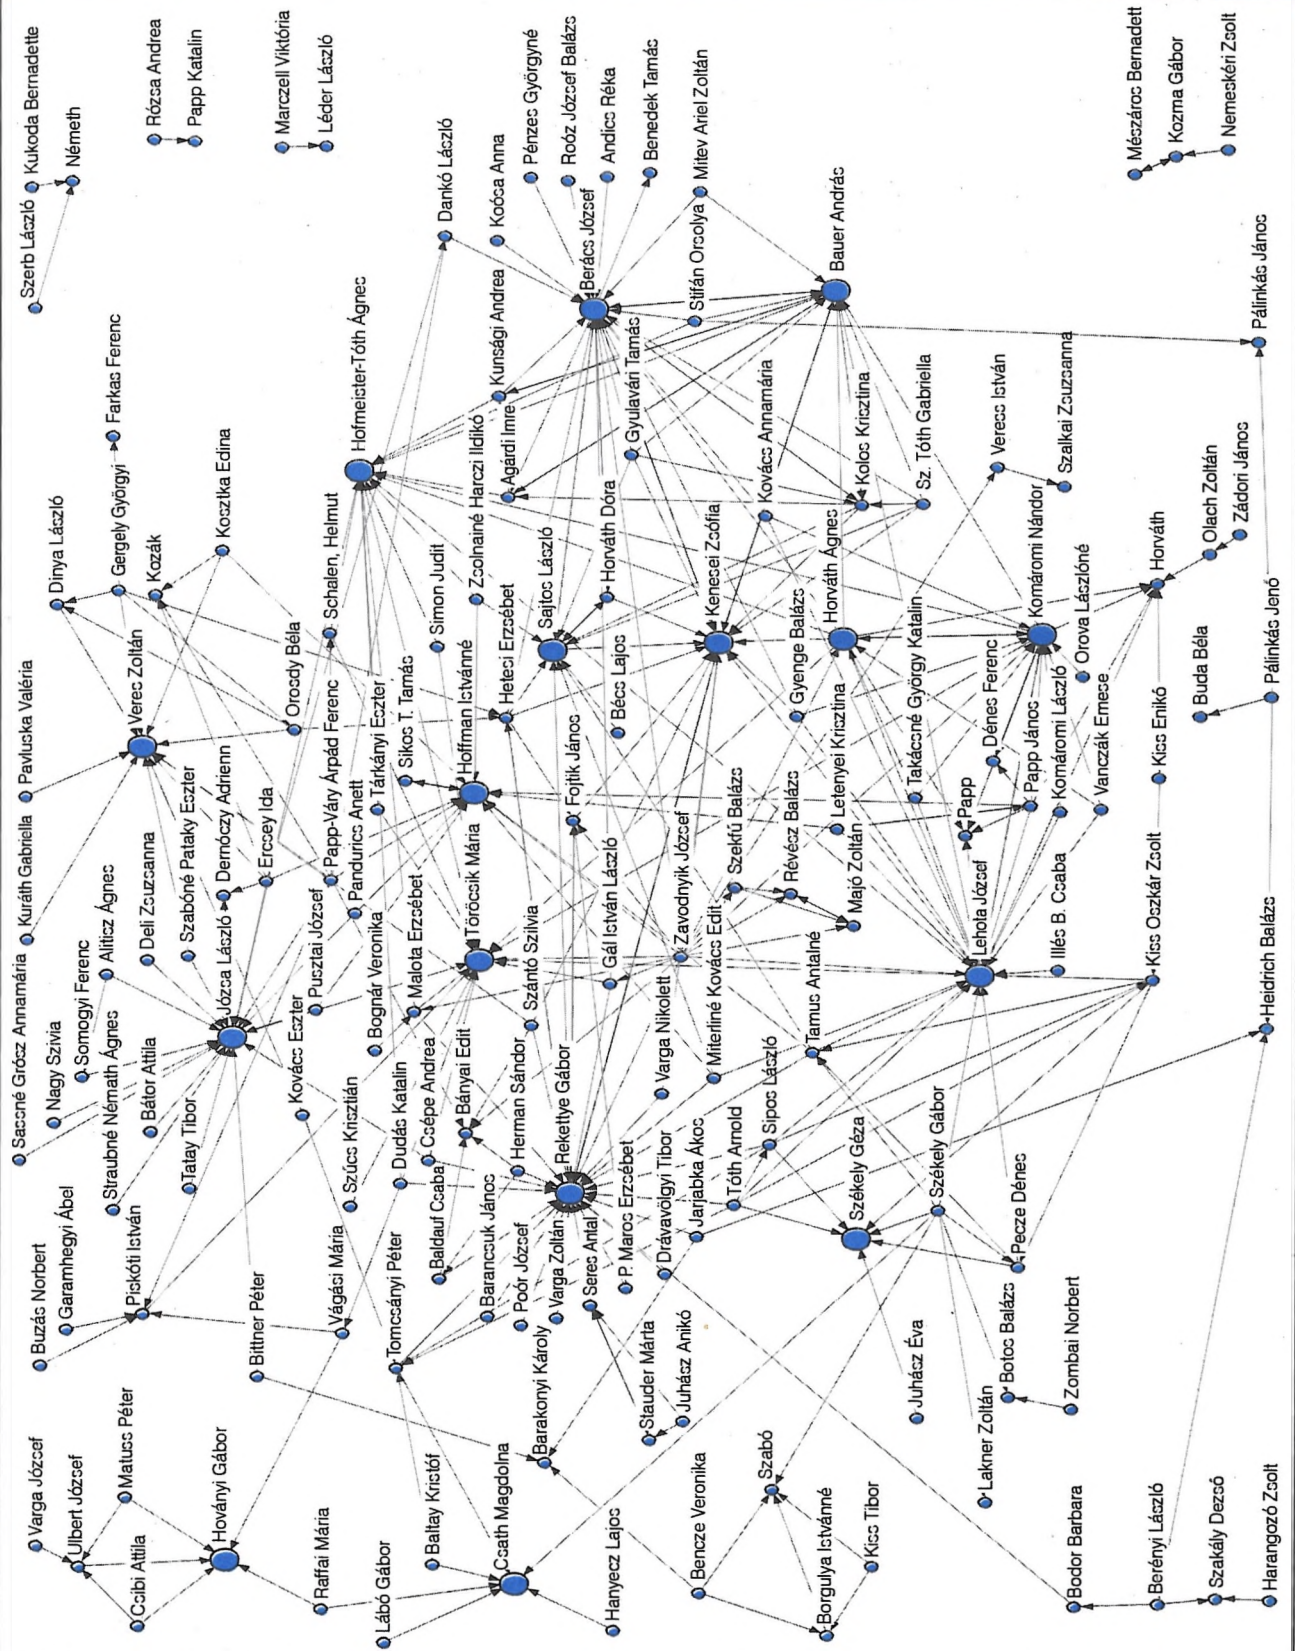 Szerb László
Kukoda Bernadette
Németh
Rózsa Andrea
Papp Katalin
Marczell Viktória
Léder László
Farkas Ferenc
Gergely Györgyi
Dinya László
Kozák
Kosztka Edina
Hofmeister-Tóth Ágnes
Dankó László
Koósa Anna
Pénzes Györgyné
Roóz József Balázs
Andics Réka
Benedek Tamás
Mitev Ariel Zoltán
Berács József
Kunsági Andrea
Stifán Orsolya
Bauer András
Mészáros Bernadett
Kozma Gábor
Nemeskéri Zsolt
Pálinkás János
Agárdi Imre
Gyulavári Tamás
Zsolnainé Harczi Ildikó
Kovács Annamária
Kolos Krisztina
Sz. Tóth Gabriella
Veress István
Szalkai Zsuzsanna
Olach Zoltán
Zádori János
Horváth
Pavluska Valéria
Verec Zoltán
Orosdy Béla
Schalen, Helmut
Simon Judit
Sajtos László
Horváth Dóra
Hetesi Erzsébet
Bécs Lajos
Kenesei Zsófia
Gyenge Balázs
Horváth Ágnes
Takácsné György Katalin
Komáromi Nándor
Orova Lászlóné
Dénes Ferenc
Papp János
Komáromi László
Vanczák Emese
Kiss Enikő
Buda Béla
Pálinkás Jenő
Kuráth Gabriella
Alitisz Ágnes
Deli Zsuzsanna
Szabóné Pataky Eszter
Demóczy Adrienn
Ercsey Ida
Papp-Váry Árpád Ferenc
Pandurics Anett
Tárkányi Eszter
Sikos T. Tamás
Hoffman Istvánné
Fojtik János
Letenyei Krisztina
Papp
Sacsné Grósz Annamária
Nagy Szivia
Somogyi Ferenc
Straubné Németh Ágnes
Bátor Attila
Tatay Tibor
Józsa László
Pusztai József
Kovács Eszter
Bognár Veronika
Malota Erzsébet
Törőcsik Mária
Szántó Szilvia
Gál István László
Zavodnyik József
Szekfű Balázs
Révész Balázs
Majó Zoltán
Lehota József
Illés B. Csaba
Kiss Oszkár Zsolt
Heidrich Balázs
Szűcs Krisztián
Dudás Katalin
Csépe Andrea
Bányai Edit
Herman Sándor
Rekettye Gábor
Varga Nikolett
Miterliné Kovács Edit
Tamus Antalné
Sipos László
Buzás Norbert
Garamhegyi Ábel
Piskóti István
Bittner Péter
Vágási Mária
Tomcsányi Péter
Baldauf Csaba
Barancsuk János
Poór József
Varga Zoltán
Seres Antal
P. Maros Erzsébet
Drávavölgyi Tibor
Jarjabka Ákos
Tóth Arnold
Székely Géza
Székely Gábor
Pecze Dénes
Barakonyi Károly
Stauder Márta
Juhász Anikó
Juhász Éva
Botos Balázs
Zombai Norbert
Lakner Zoltán
Varga József
Ulbert József
Matuss Péter
Csibi Attila
Hoványi Gábor
Raffai Mária
Lábó Gábor
Baltay Kristóf
Csath Magdolna
Hanyecz Lajos
Bencze Veronika
Szabó
Borgulya Istvánné
Kiss Tibor
Bodor Barbara
Berényi László
Szakály Dezső
Harangozó Zsolt